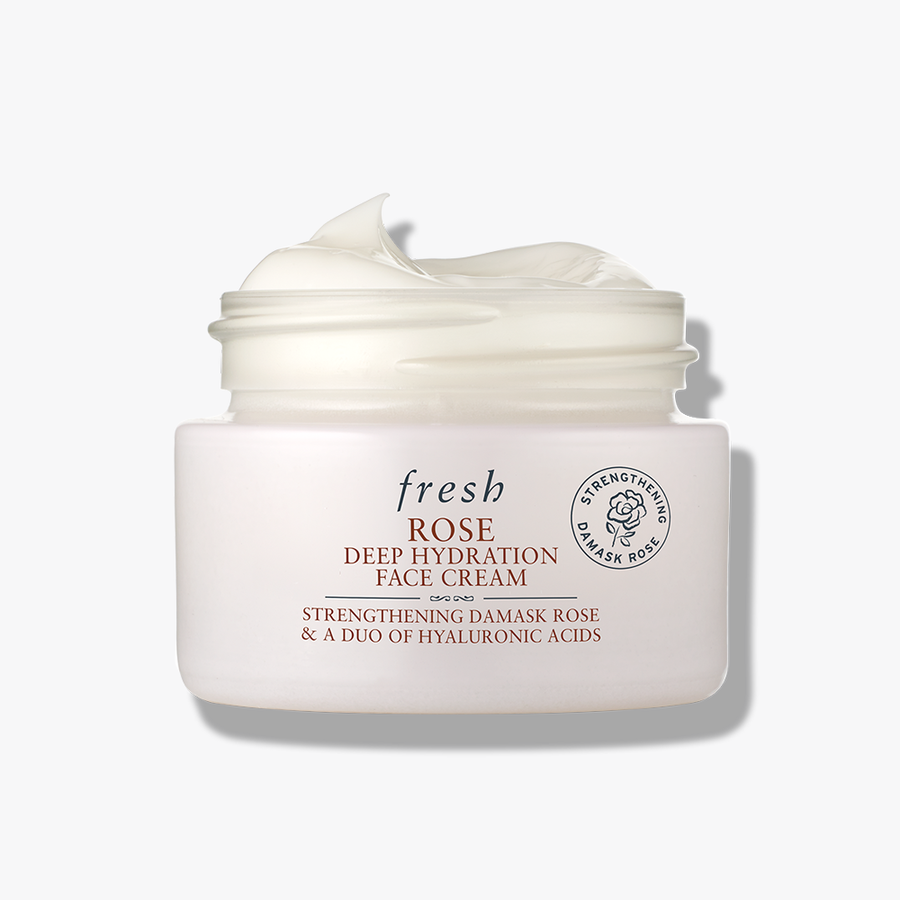 fresh
ROSE
DEEP HYDRATION
FACE CREAM
STRENGTHENING DAMASK ROSE
& A DUO OF HYALURONIC ACIDS
STRENGTHENING
DAMASK ROSE